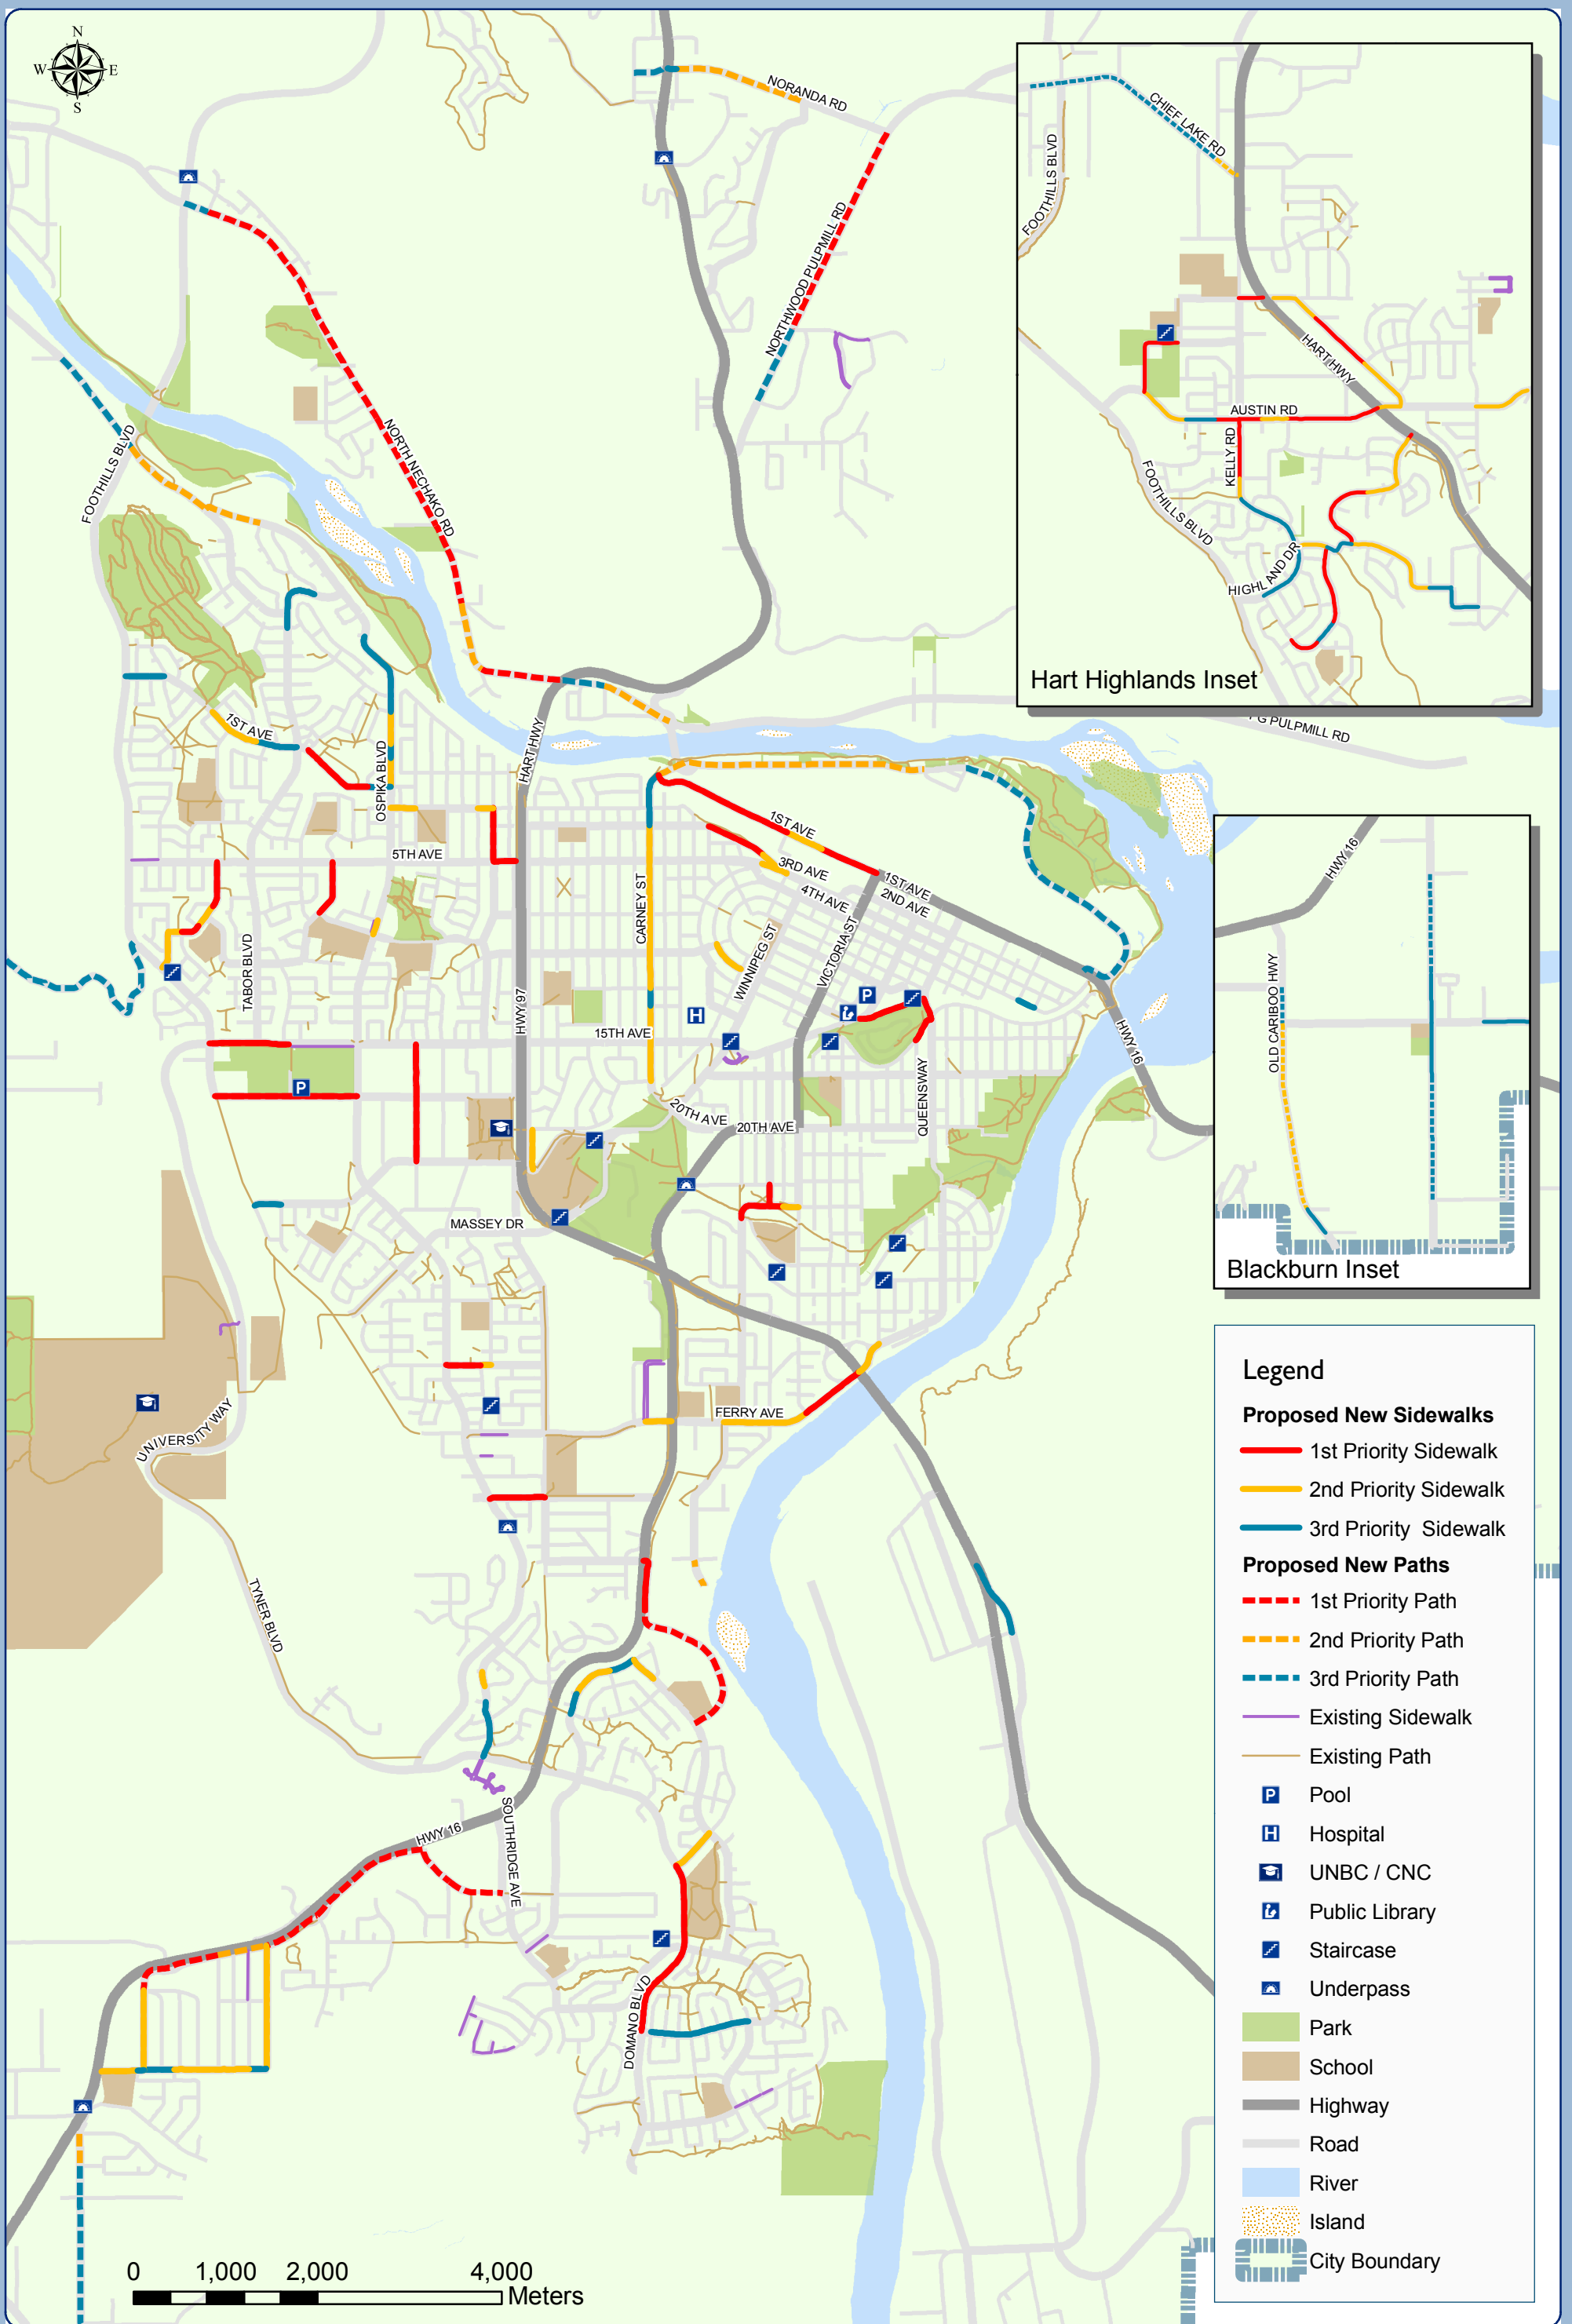 N
W
E
S
NORANDA RD
NORTHWOOD PULPMILL RD
NORTH NECHAKO RD
FOOTHILLS BLVD
CHIEF LAKE RD
FOOTHILLS BLVD
HART HWY
AUSTIN RD
KELLY RD
FOOTHILLS BLVD
HIGHLAND DR
Hart Highlands Inset
PG PULPMILL RD
1ST AVE
OSPIKA BLVD
HART HWY
5TH AVE
1ST AVE
3RD AVE
4TH AVE
1ST AVE
2ND AVE
CARNEY ST
WINNIPEG ST
VICTORIA ST
TABOR BLVD
HWY 97
H
P
15TH AVE
P
20TH AVE
20TH AVE
QUEENSWAY
HWY 16
MASSEY DR
HWY 16
OLD CARIBOO HWY
Blackburn Inset
UNIVERSITY WAY
FERRY AVE
TYNER BLVD
HWY 16
SOUTHRIDGE AVE
DOMANO BLVD
Legend
Proposed New Sidewalks
1st Priority Sidewalk
2nd Priority Sidewalk
3rd Priority Sidewalk
Proposed New Paths
1st Priority Path
2nd Priority Path
3rd Priority Path
Existing Sidewalk
Existing Path
P Pool
H Hospital
UNBC / CNC
Public Library
Staircase
Underpass
Park
School
Highway
Road
River
Island
City Boundary
0 1,000 2,000 4,000
Meters